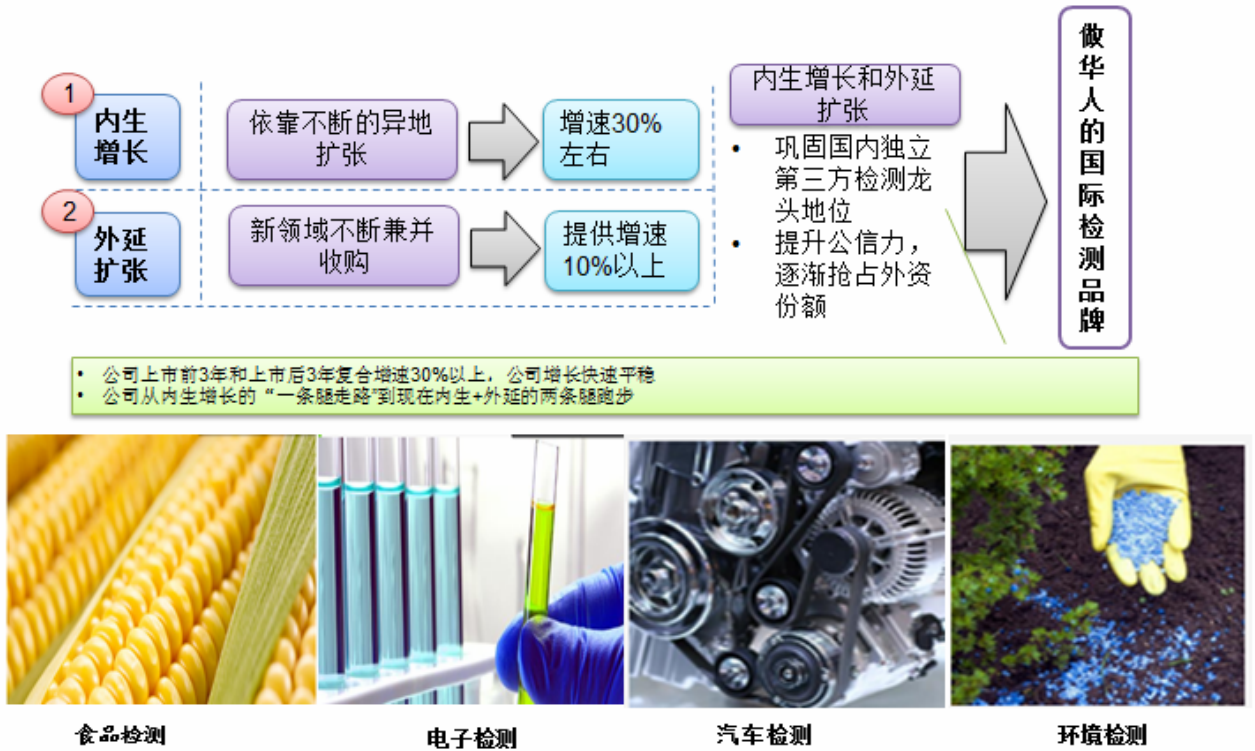 1
内生
增长
依靠不断的异地
扩张
增速30%
左右
2
外延
扩张
新领域不断兼并
收购
提供增速
10%以上
内生增长和外延
扩张
• 巩固国内独立
第三方检测龙
头地位
• 提升公信力，
逐渐抢占外资
份额
做华人的国际检测品牌
• 公司上市前3年和上市后3年复合增速30%以上，公司增长快速平稳
• 公司从内生增长的“一条腿走路”到现在内生+外延的两条腿跑步
食品检测
电子检测
汽车检测
环境检测